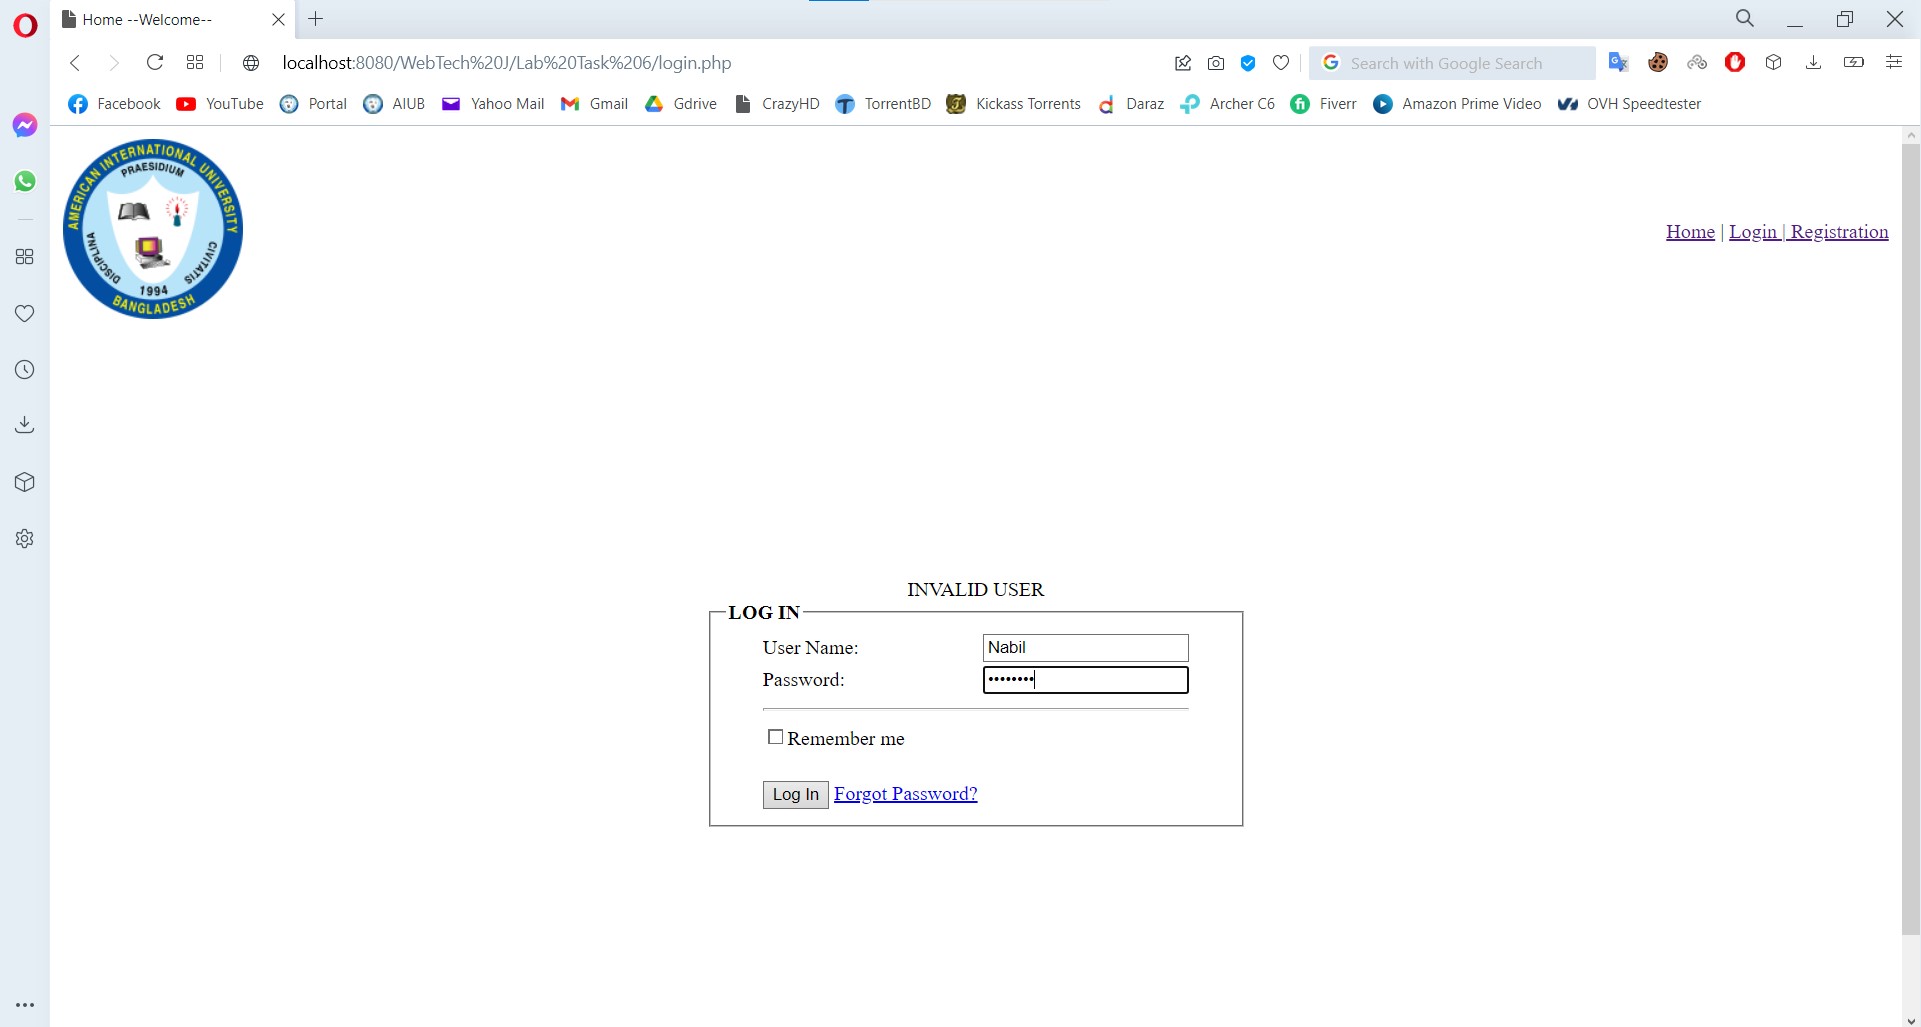 Home --Welcome--
localhost:8080/WebTech%20J/Lab%20Task%206/login.php
Search with Google Search
Facebook YouTube Portal AIUB Yahoo Mail Gmail Gdrive CrazyHD TorrentBD Kickass Torrents Daraz Archer C6 Fiverr Amazon Prime Video OVH Speedtester
AMERICAN INTERNATIONAL UNIVERSITY
PRAESIDIUM
DISCIPLINA
CIVITATIS
1994
BANGLADESH
Home | Login | Registration
INVALID USER
LOG IN
User Name: Nabil
Password: ••••••••
Remember me
Log In Forgot Password?